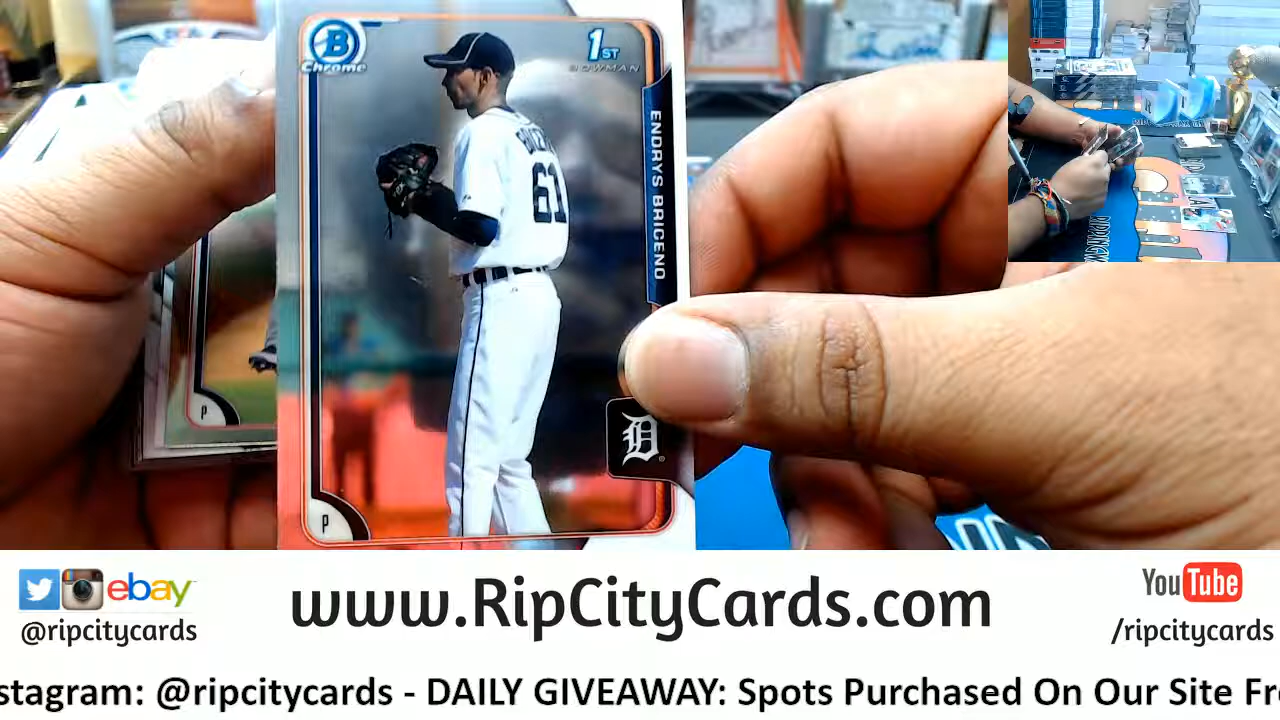 B
Chrome
1ST
BOWMAN
ENDRYS BRICENO
61
D
P
P
ebay
@ripcitycards
www.RipCityCards.com
YouTube
/ripcitycards
stagram: @ripcitycards - DAILY GIVEAWAY: Spots Purchased On Our Site Fr